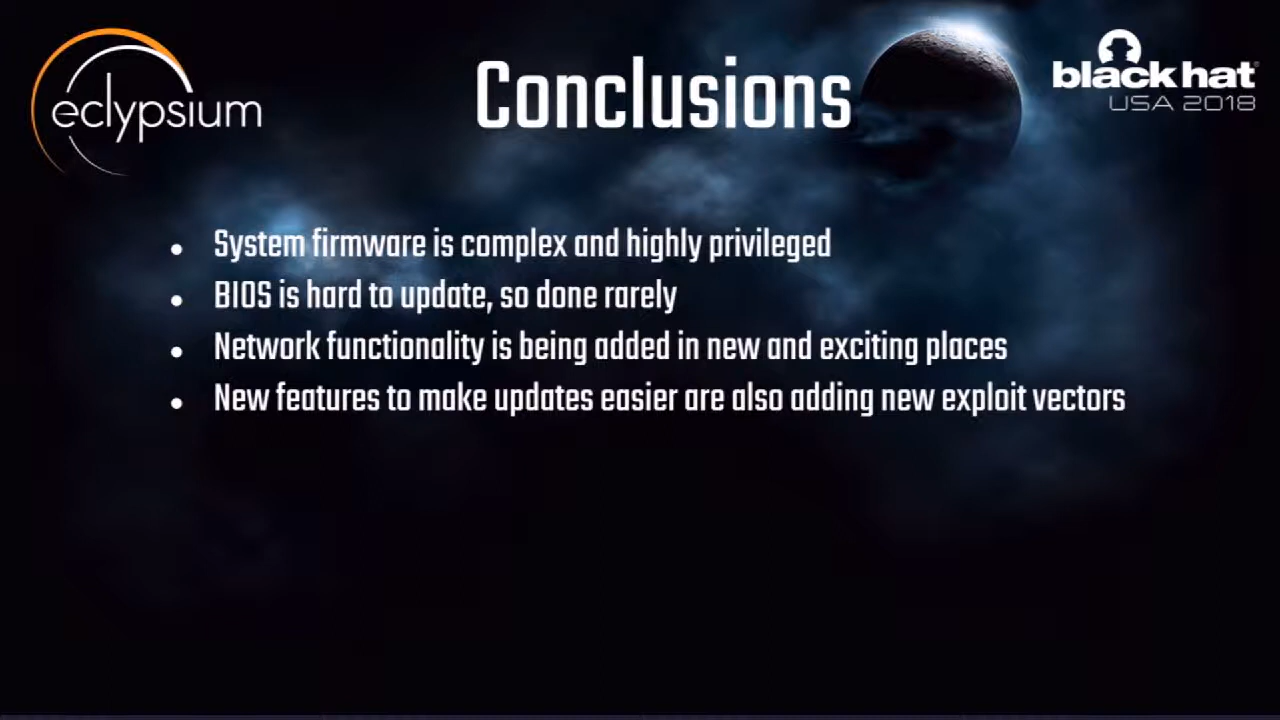 eclypsium
Conclusions
black hat
USA 2018
System firmware is complex and highly privileged
BIOS is hard to update, so done rarely
Network functionality is being added in new and exciting places
New features to make updates easier are also adding new exploit vectors